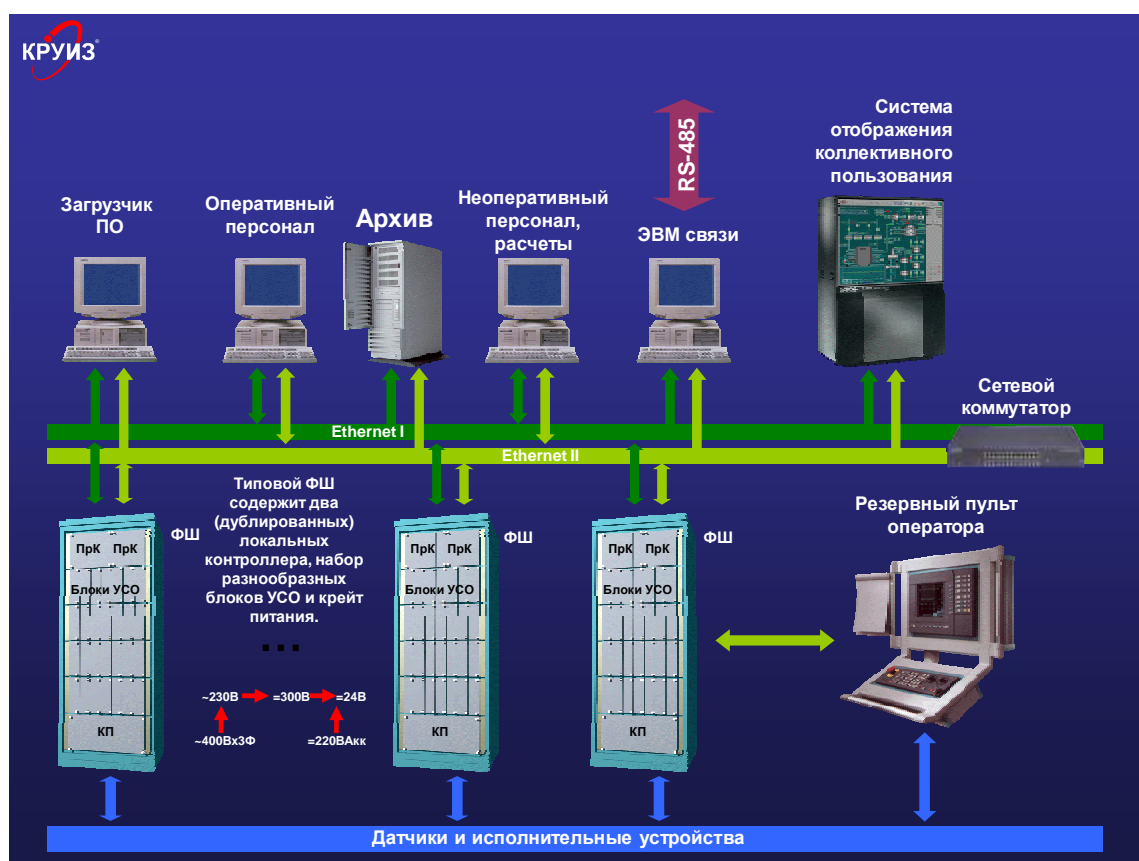 КРУИЗ®
RS-485
Система
отображения
коллективного
пользования
Загрузчик
ПО
Оперативный
персонал
Архив
Неоперативный
персонал,
расчеты
ЭВМ связи
Сетевой
коммутатор
Ethernet I
Ethernet II
Типовой ФШ
содержит два
(дублированных)
локальных
контроллера, набор
разнообразных
блоков УСО и крейт
питания.
. . .
ФШ
ПрК ПрК
Блоки УСО
КП
~230В =300В =24В
~400Вх3Ф =220ВАкк
ФШ
ПрК ПрК
Блоки УСО
КП
ФШ
ПрК ПрК
Блоки УСО
КП
Резервный пульт
оператора
Датчики и исполнительные устройства